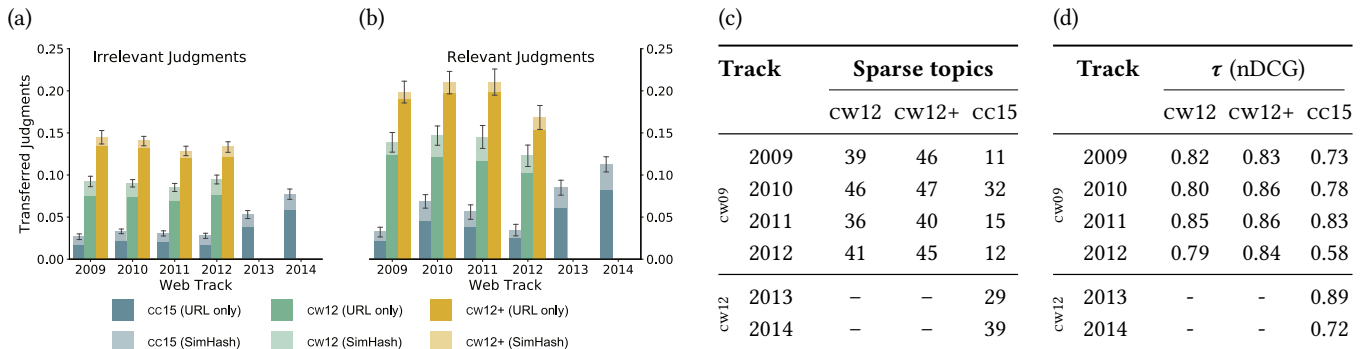 (a)
(b)
(c)
(d)
0.25
0.20
0.15
0.10
0.05
0.00
Transferred Judgments
Irrelevant Judgments
2009 2010 2011 2012 2013 2014
Web Track
Relevant Judgments
0.25
0.20
0.15
0.10
0.05
0.00
2009 2010 2011 2012 2013 2014
Web Track
CC15 (URL only)
CW12 (URL only)
CW12+ (URL only)
CC15 (SimHash)
CW12 (SimHash)
CW12+ (SimHash)
Track Sparse topics
CW12 CW12+ CC15
CW09
2009 39 46 11
2010 46 47 32
2011 36 40 15
2012 41 45 12
CW12
2013 – – 29
2014 – – 39
Track τ (nDCG)
CW12 CW12+ CC15
CW09
2009 0.82 0.83 0.73
2010 0.80 0.86 0.78
2011 0.85 0.86 0.83
2012 0.79 0.84 0.58
CW12
2013 - - 0.89
2014 - - 0.72